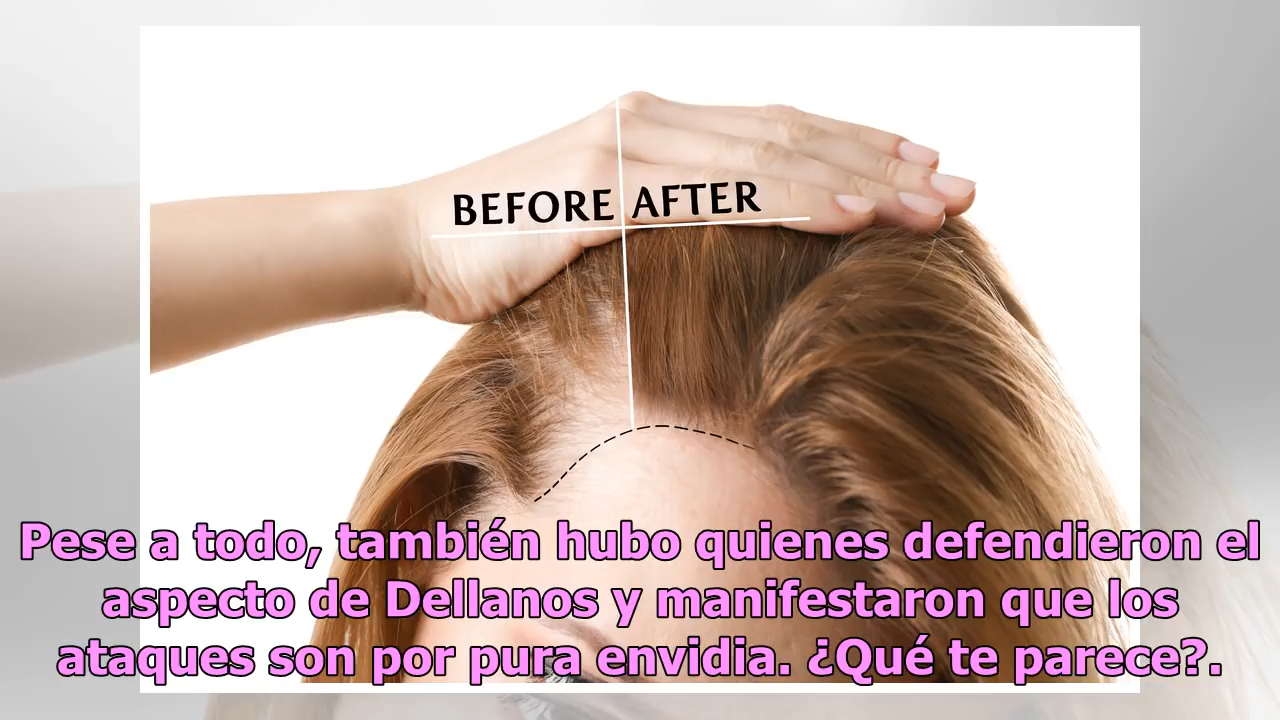 BEFORE AFTER
Pese a todo, también hubo quienes defendieron el
aspecto de Dellanos y manifestaron que los
ataques son por pura envidia. ¿Qué te parece?.